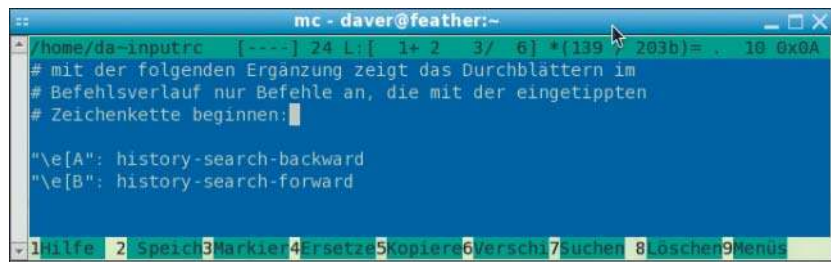 mc - daver@feather:~
/home/da~inputrc [----] 24 L:[ 1+ 2 3/ 6] *(139 / 203b)= . 10 0x0A
# mit der folgenden Ergänzung zeigt das Durchblättern im
# Befehlsverlauf nur Befehle an, die mit der eingetippten
# Zeichenkette beginnen:
"\e[A": history-search-backward
"\e[B": history-search-forward
1Hilfe 2 Speich3Markier4Ersetze5Kopiere6Verschi7Suchen 8Löschen9Menüs